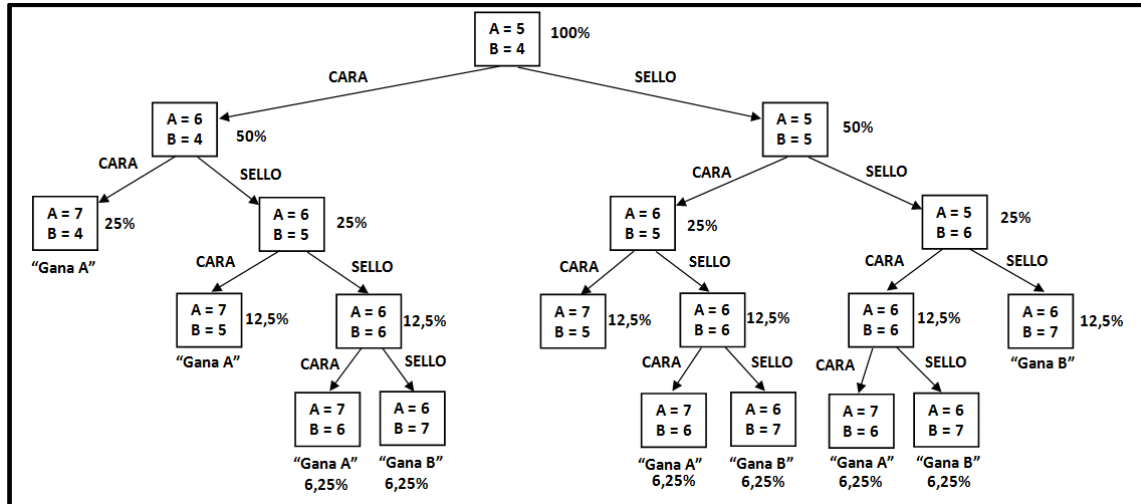 A = 5
B = 4
100%
CARA
SELLO
A = 6
B = 4
50%
A = 5
B = 5
50%
CARA
SELLO
CARA
SELLO
A = 7
B = 4
25%
"Gana A"
A = 6
B = 5
25%
A = 6
B = 5
25%
A = 5
B = 6
25%
CARA
SELLO
CARA
SELLO
CARA
SELLO
A = 7
B = 5
12,5%
"Gana A"
A = 6
B = 6
12,5%
A = 7
B = 5
12,5%
A = 6
B = 6
12,5%
A = 6
B = 6
12,5%
A = 6
B = 7
12,5%
"Gana B"
CARA
SELLO
CARA
SELLO
CARA
SELLO
A = 7
B = 6
"Gana A"
6,25%
A = 6
B = 7
"Gana B"
6,25%
A = 7
B = 6
"Gana A"
6,25%
A = 6
B = 7
"Gana B"
6,25%
A = 7
B = 6
"Gana A"
6,25%
A = 6
B = 7
"Gana B"
6,25%